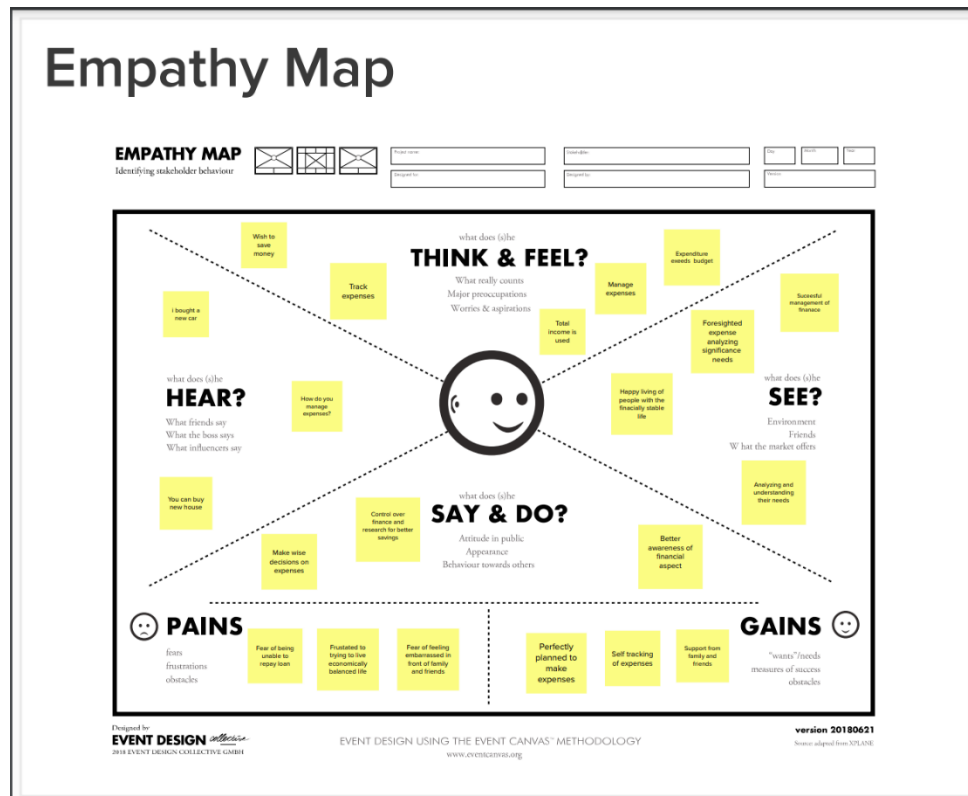 Empathy Map
EMPATHY MAP
Identifying stakeholder behaviour
Project name:
Stakeholder:
Day
Month
Year
Designed for:
Designed by:
Version:
what does (s)he
THINK & FEEL?
What really counts
Major preoccupations
Worries & aspirations
Wish to
save
money
Track
expenses
Total
income is
used
Manage
expenses
Expenditure
exeeds budget
what does (s)he
HEAR?
What friends say
What the boss says
What influencers say
i bought a
new car
How do you
manage
expenses?
You can buy
new house
what does (s)he
SEE?
Environment
Friends
W hat the market offers
Foresighted
expense
analyzing
significance
needs
Happy living of
people with the
finacially stable
life
Analyzing and
understanding
their needs
what does (s)he
SAY & DO?
Attitude in public
Appearance
Behaviour towards others
Control over
finance and
research for better
savings
Make wise
decisions on
expenses
Better
awareness of
financial
aspect
PAINS
fears
frustrations
obstacles
Fear of being
unable to
repay loan
Frustated to
trying to live
economically
balanced life
Fear of feeling
embarrassed in
front of family
and friends
Perfectly
planned to
make
expenses
Self tracking
of expenses
Support from
family and
friends
GAINS
"wants"/needs
measures of success
obstacles
Designed by
EVENT DESIGN collective
2018 EVENT DESIGN COLLECTIVE GMBH
EVENT DESIGN USING THE EVENT CANVAS™ METHODOLOGY
www.eventcanvas.org
version 20180621
Source adapted from XPLANE
management of